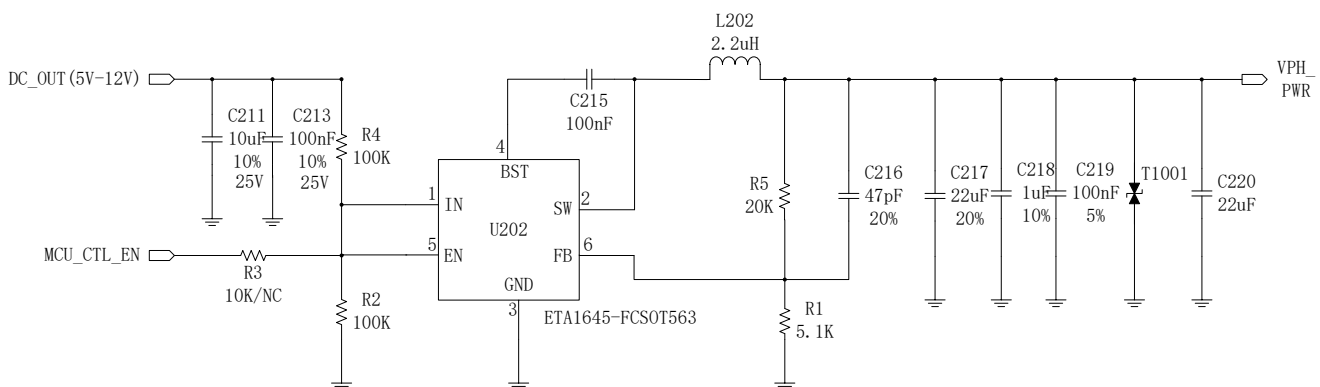 L202
2.2uH
DC_OUT(5V-12V)
VPH_
PWR
C211
10uF
10%
25V
C213
100nF
10%
25V
R4
100K
C215
100nF
4
BST
1
IN
2
SW
U202
5
EN
6
FB
GND
3
ETA1645-FCSOT563
MCU_CTL_EN
R3
10K/NC
R2
100K
R5
20K
C216
47pF
20%
C217
22uF
20%
C218
1uF
10%
C219
100nF
5%
T1001
C220
22uF
R1
5.1K